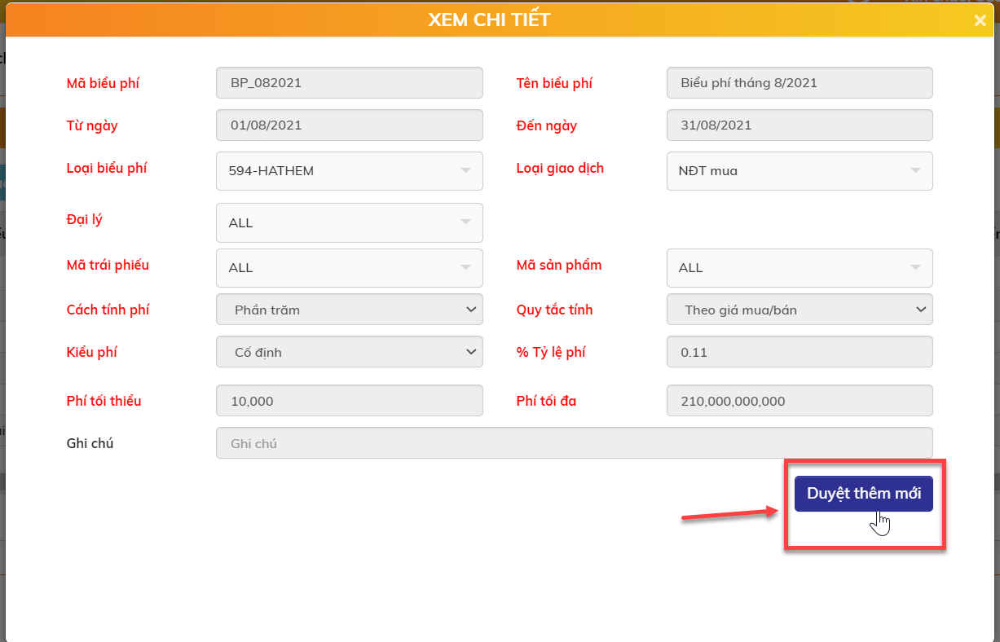 XEM CHI TIẾT
Mã biểu phí BP_082021 Tên biểu phí Biểu phí tháng 8/2021
Từ ngày 01/08/2021 Đến ngày 31/08/2021
Loại biểu phí 594-HATHEM Loại giao dịch NĐT mua
Đại lý ALL
Mã trái phiếu ALL Mã sản phẩm ALL
Cách tính phí Phần trăm Quy tắc tính Theo giá mua/bán
Kiểu phí Cố định % Tỷ lệ phí 0.11
Phí tối thiểu 10,000 Phí tối đa 210,000,000,000
Ghi chú Ghi chú
Duyệt thêm mới